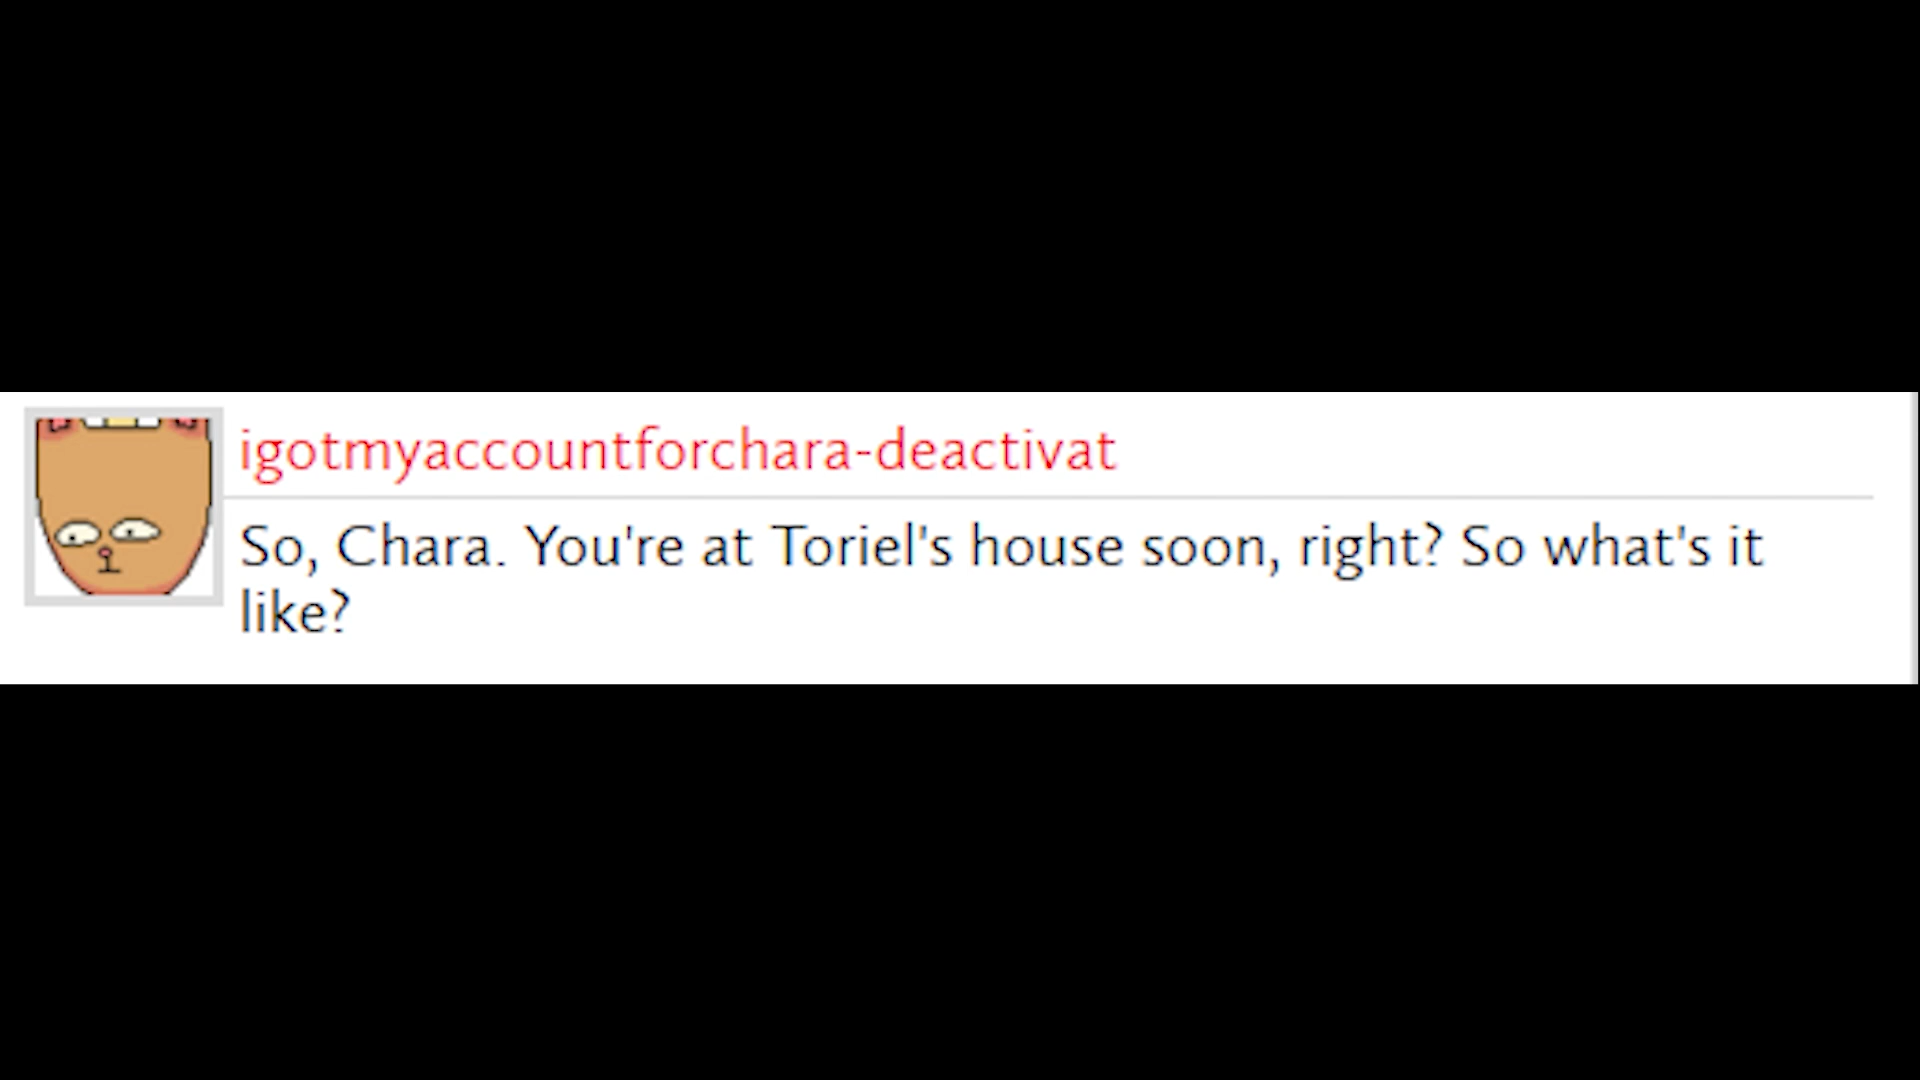 igotmyaccountforchara-deactivat
So, Chara. You're at Toriel's house soon, right? So what's it
like?